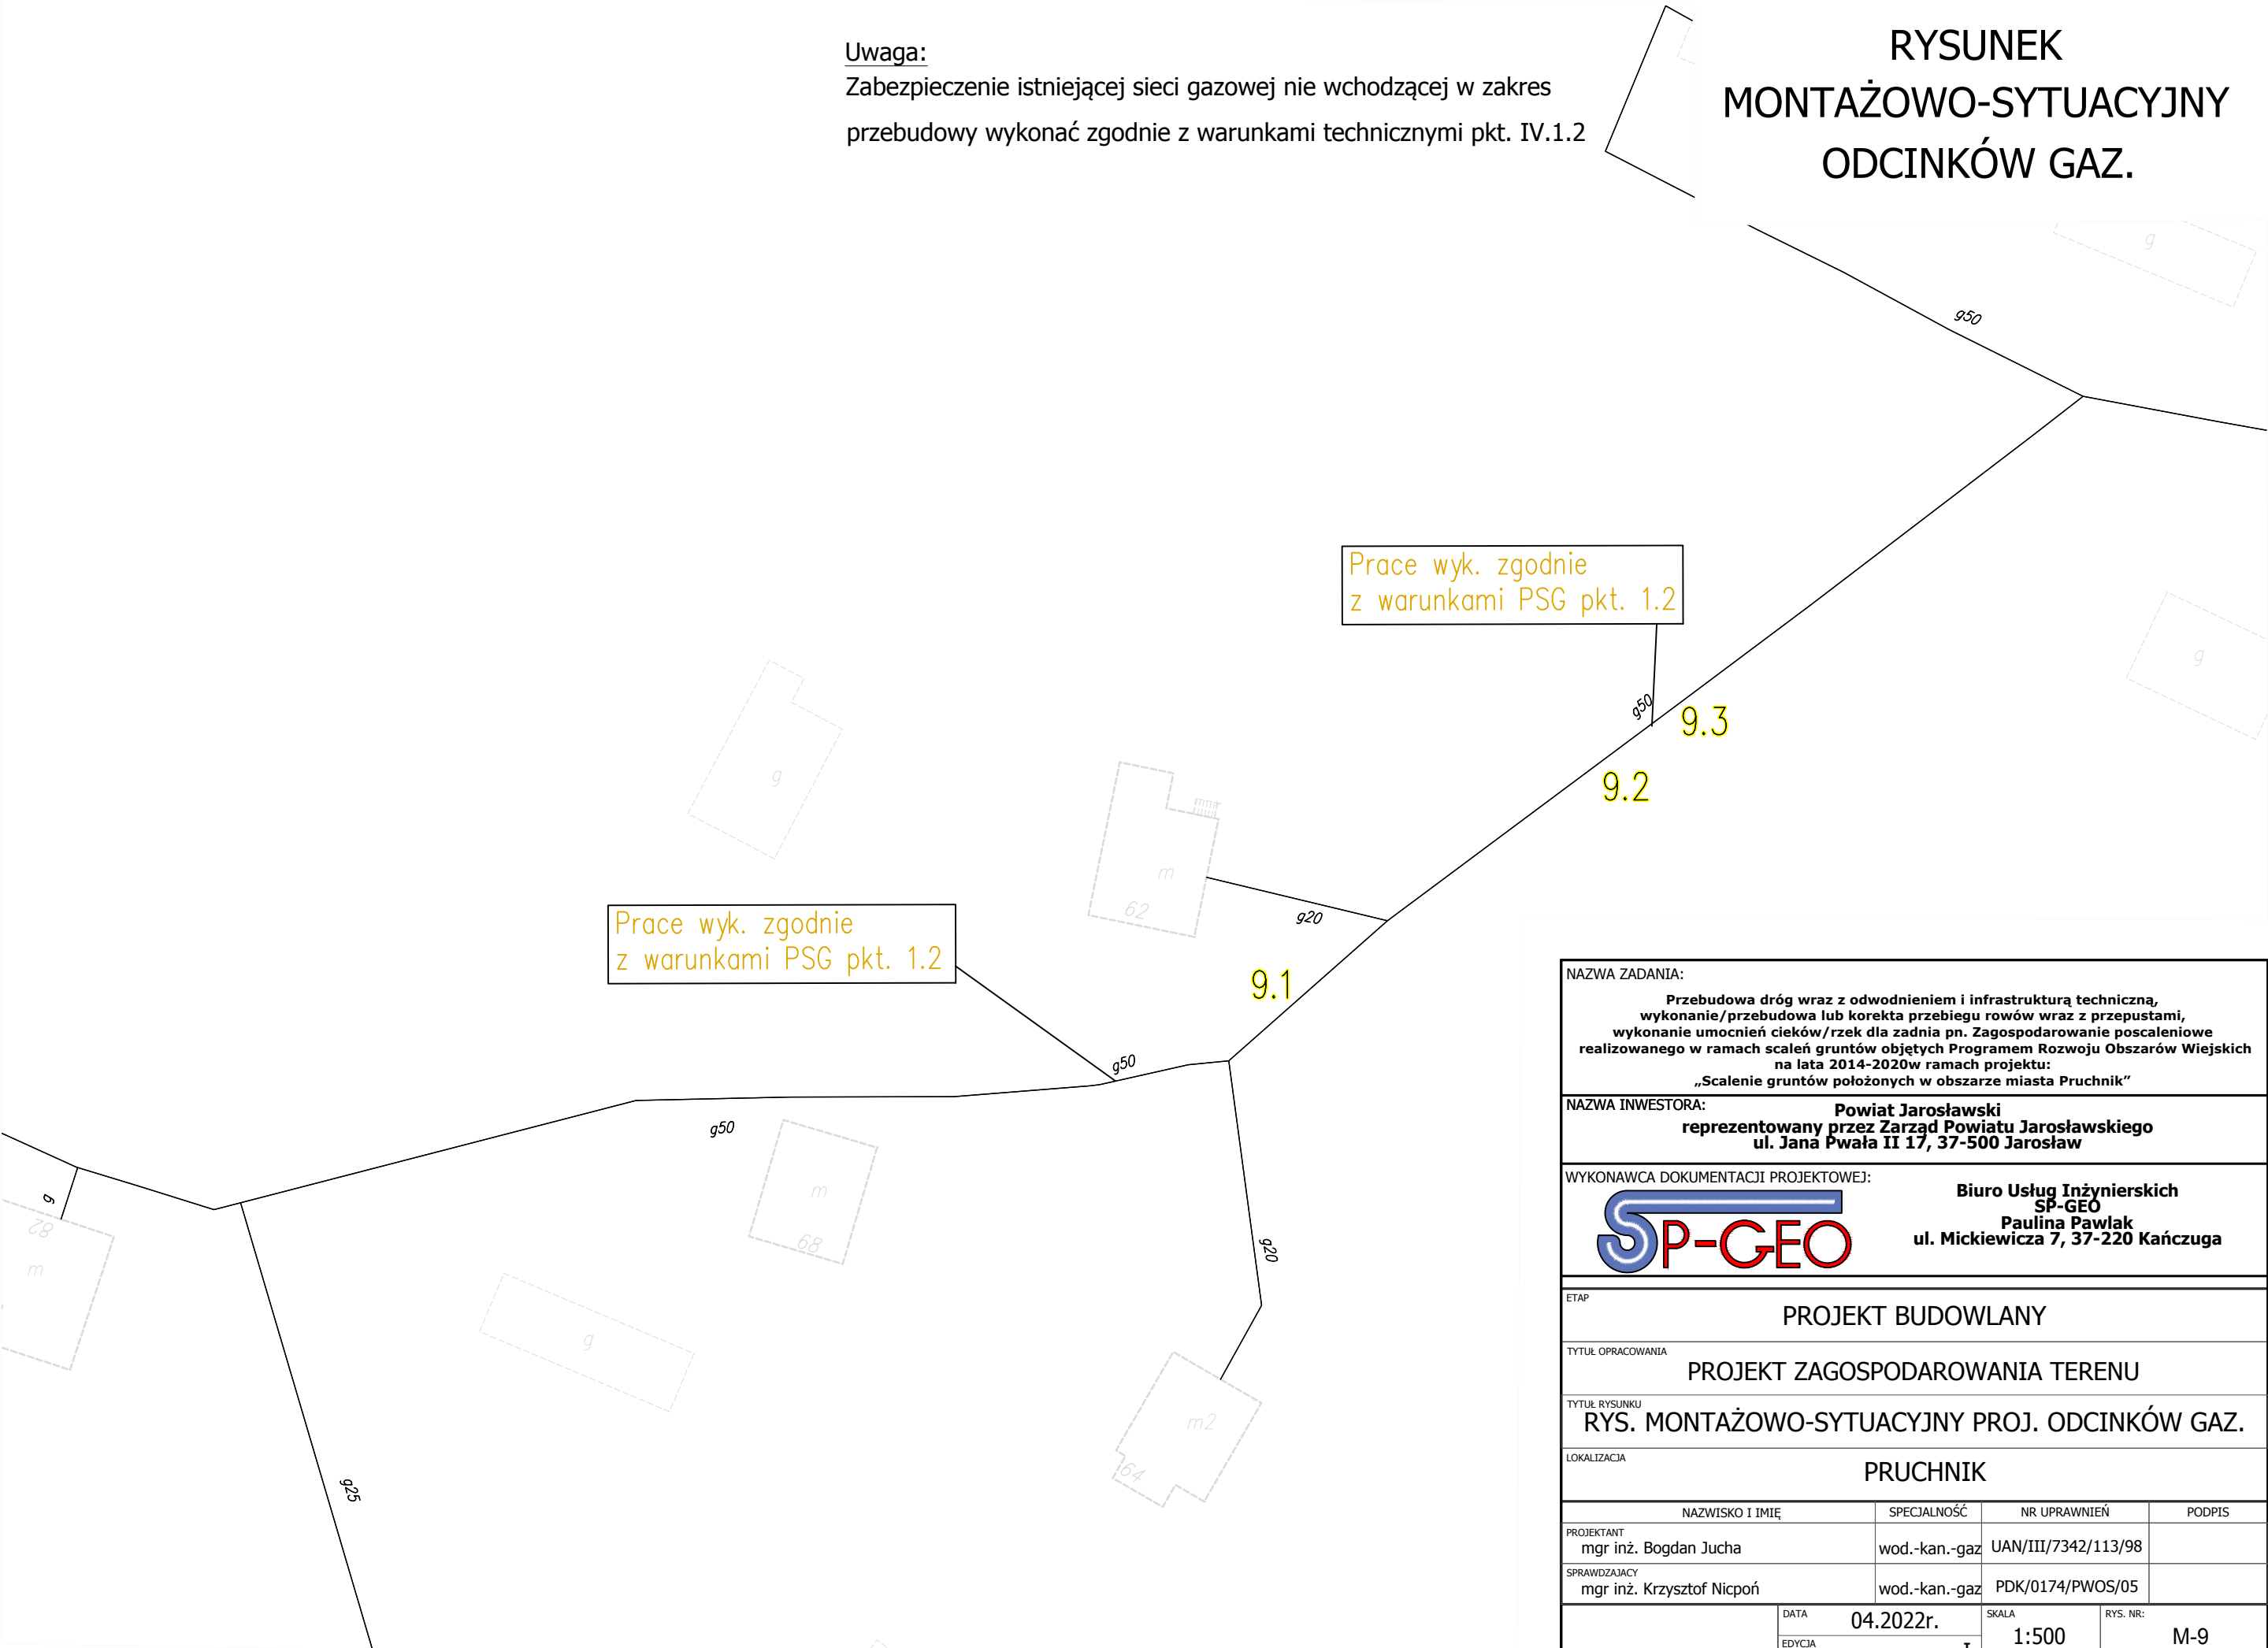 Uwaga:
Zabezpieczenie istniejącej sieci gazowej nie wchodzącej w zakres
przebudowy wykonać zgodnie z warunkami technicznymi pkt. IV.1.2
RYSUNEK
MONTAŻOWO-SYTUACYJNY
ODCINKÓW GAZ.
g
g50
Prace wyk. zgodnie
z warunkami PSG pkt. 1.2
g
g50
9.3
9.2
g
m
62
g20
Prace wyk. zgodnie
z warunkami PSG pkt. 1.2
9.1
g50
g50
g
82
m
m
68
g20
g
m2
64
g25
NAZWA ZADANIA:
Przebudowa dróg wraz z odwodnieniem i infrastrukturą techniczną,
wykonanie/przebudowa lub korekta przebiegu rowów wraz z przepustami,
wykonanie umocnień cieków/rzek dla zadnia pn. Zagospodarowanie poscaleniowe
realizowanego w ramach scaleń gruntów objętych Programem Rozwoju Obszarów Wiejskich
na lata 2014-2020w ramach projektu:
„Scalenie gruntów położonych w obszarze miasta Pruchnik”
NAZWA INWESTORA:
Powiat Jarosławski
reprezentowany przez Zarząd Powiatu Jarosławskiego
ul. Jana Pwała II 17, 37-500 Jarosław
WYKONAWCA DOKUMENTACJI PROJEKTOWEJ:
SP-GEO
Biuro Usług Inżynierskich
SP-GEO
Paulina Pawlak
ul. Mickiewicza 7, 37-220 Kańczuga
ETAP
PROJEKT BUDOWLANY
TYTUŁ OPRACOWANIA
PROJEKT ZAGOSPODAROWANIA TERENU
TYTUŁ RYSUNKU
RYS. MONTAŻOWO-SYTUACYJNY PROJ. ODCINKÓW GAZ.
LOKALIZACJA
PRUCHNIK
NAZWISKO I IMIĘ SPECJALNOŚĆ NR UPRAWNIEŃ PODPIS
PROJEKTANT
mgr inż. Bogdan Jucha wod.-kan.-gaz UAN/III/7342/113/98
SPRAWDZAJACY
mgr inż. Krzysztof Nicpoń wod.-kan.-gaz PDK/0174/PWOS/05
DATA 04.2022r. SKALA 1:500 RYS. NR: M-9
EDYCJA I